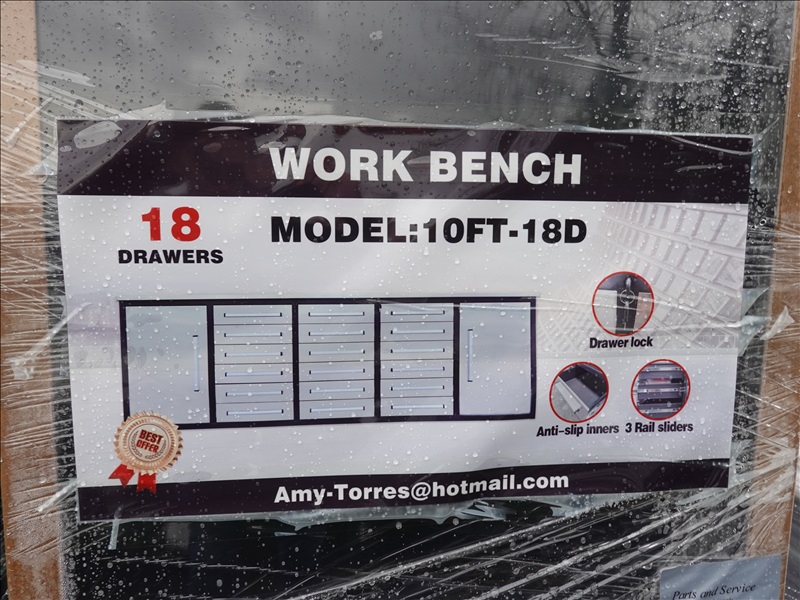 WORK BENCH
18
DRAWERS
MODEL:10FT-18D
Drawer lock
Anti-slip inners
3 Rail sliders
BEST
OFFER
Amy-Torres@hotmail.com
Parts and Service